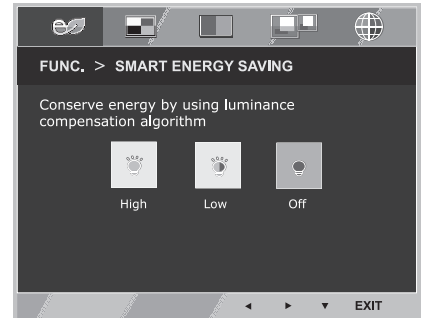 FUNC. > SMART ENERGY SAVING
Conserve energy by using luminance
compensation algorithm
High Low Off
EXIT